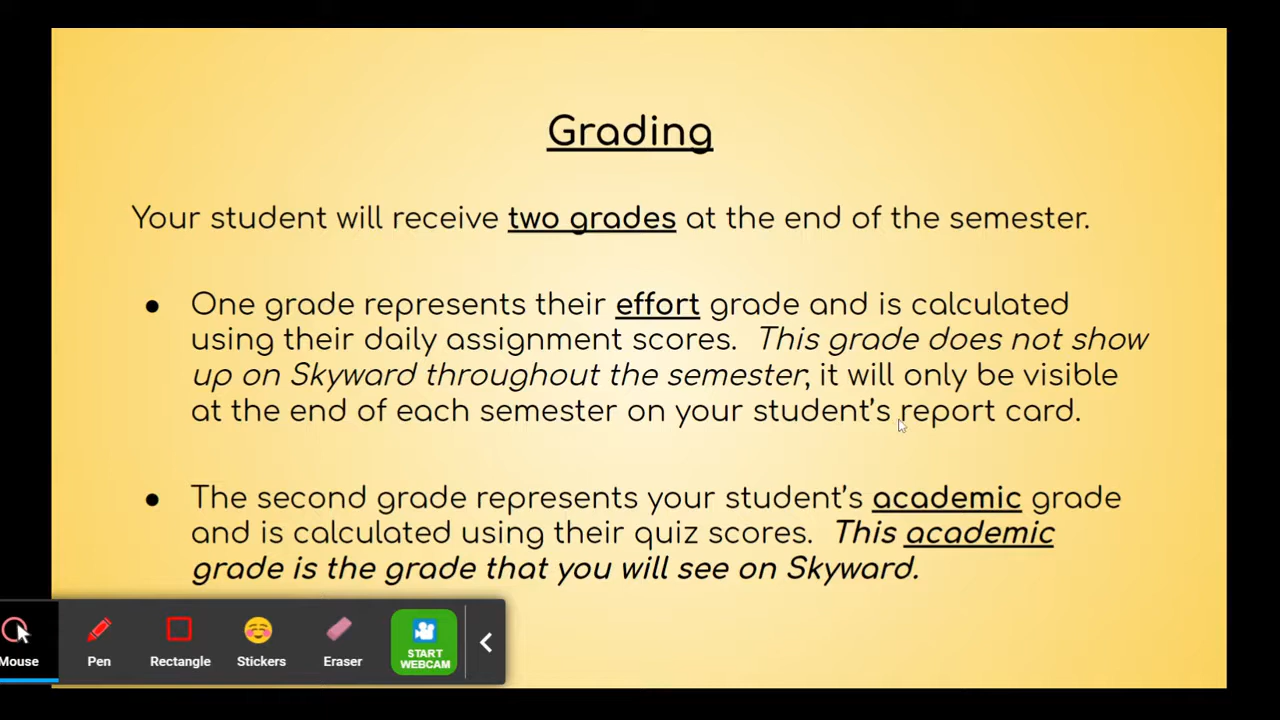 Grading
Your student will receive two grades at the end of the semester.
● One grade represents their effort grade and is calculated
using their daily assignment scores. This grade does not show
up on Skyward throughout the semester; it will only be visible
at the end of each semester on your student's report card.
● The second grade represents your student's academic grade
and is calculated using their quiz scores. This academic
grade is the grade that you will see on Skyward.
Mouse Pen Rectangle Stickers Eraser
START
WEBCAM